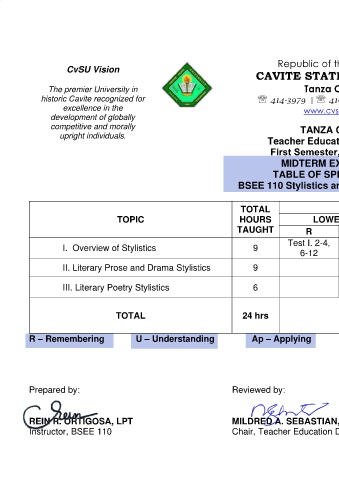 CvSU Vision
The premier University in
historic Cavite recognized for
excellence in the
development of globally
competitive and morally
upright individuals.
Republic of th
CAVITE STAT
Tanza C
☏ 414-3979 | ☏ 41
www.cvs
TANZA C
Teacher Educat
First Semester,
MIDTERM EX
TABLE OF SPE
BSEE 110 Stylistics an
TOPIC
TOTAL
HOURS
TAUGHT
LOWE
R
I. Overview of Stylistics 9 Test I. 2-4,
6-12
II. Literary Prose and Drama Stylistics 9
III. Literary Poetry Stylistics 6
TOTAL 24 hrs
R – Remembering U – Understanding Ap – Applying
Prepared by: Reviewed by:
REIN R. ORTIGOSA, LPT MILDRED A. SEBASTIAN,
Instructor, BSEE 110 Chair, Teacher Education D